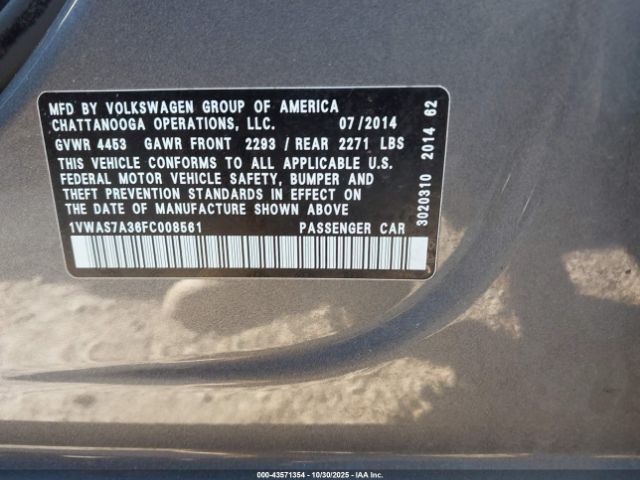 MFD BY VOLKSWAGEN GROUP OF AMERICA
CHATTANOOGA OPERATIONS, LLC. 07/2014
GVWR 4453 GAWR FRONT 2293 / REAR 2271 LBS
THIS VEHICLE CONFORMS TO ALL APPLICABLE U.S.
FEDERAL MOTOR VEHICLE SAFETY, BUMPER AND
THEFT PREVENTION STANDARDS IN EFFECT ON
THE DATE OF MANUFACTURE SHOWN ABOVE
1VWAS7A36FC008561 PASSENGER CAR
3020310 2014 62
000-43571354 | 10/30/2025 - IAA Inc.